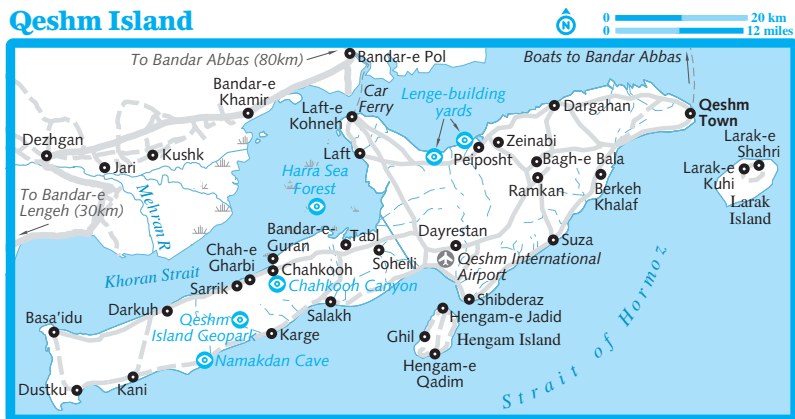 Qeshm Island
N
0 20 km
0 12 miles
To Bandar Abbas (80km)
Bandar-e Pol
Boats to Bandar Abbas
Bandar-e
Khamir
Car
Ferry
Laft-e
Kohneh
Lenge-building
yards
Dargahan
Qeshm
Town
Dezhgan
Jari
Kushk
Laft
Peiposht
Zeinabi
Bagh-e Bala
Ramkan
Berkeh
Khalaf
Larak-e
Shahri
Larak-e
Kuhi
Larak
Island
Harra Sea
Forest
To Bandar-e
Lengeh (30km)
Mehran R
Bandar-e
Guran
Tabl
Dayrestan
Suza
Chah-e
Gharbi
Khoran Strait
Sarrik
Chahkooh
Chahkooh Canyon
Soheili
Qeshm International
Airport
Darkuh
Salakh
Shibderaz
Hengam-e Jadid
Basa'idu
Qeshm
Island Geopark
Karge
Ghil
Hengam Island
Namakdan Cave
Hengam-e
Qadim
Dustku
Kani
Strait of Hormoz